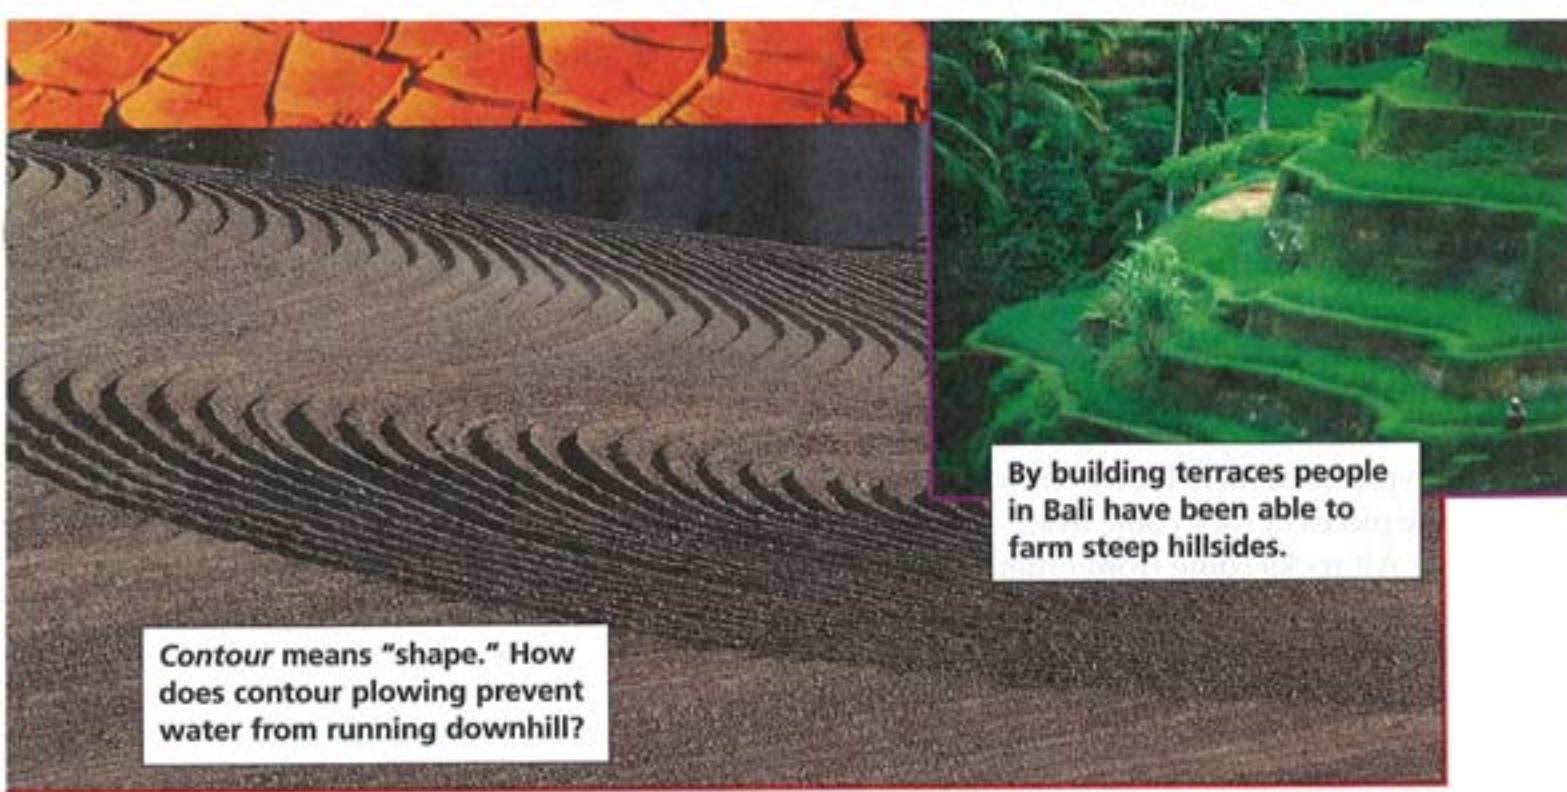 By building terraces people
in Bali have been able to
farm steep hillsides.
Contour means “shape.” How
does contour plowing prevent
water from running downhill?